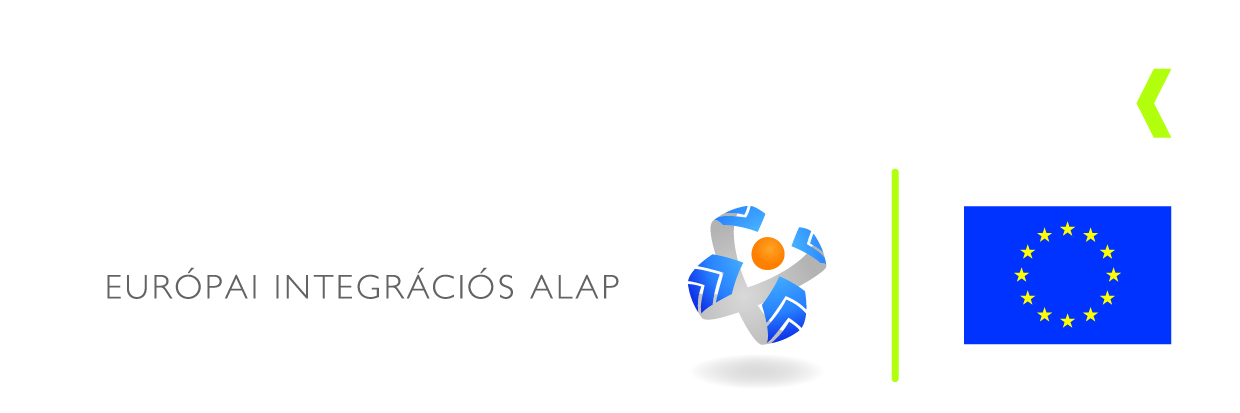 EURÓPAI INTEGRÁCIÓS ALAP